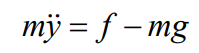 mÿ = f − mg